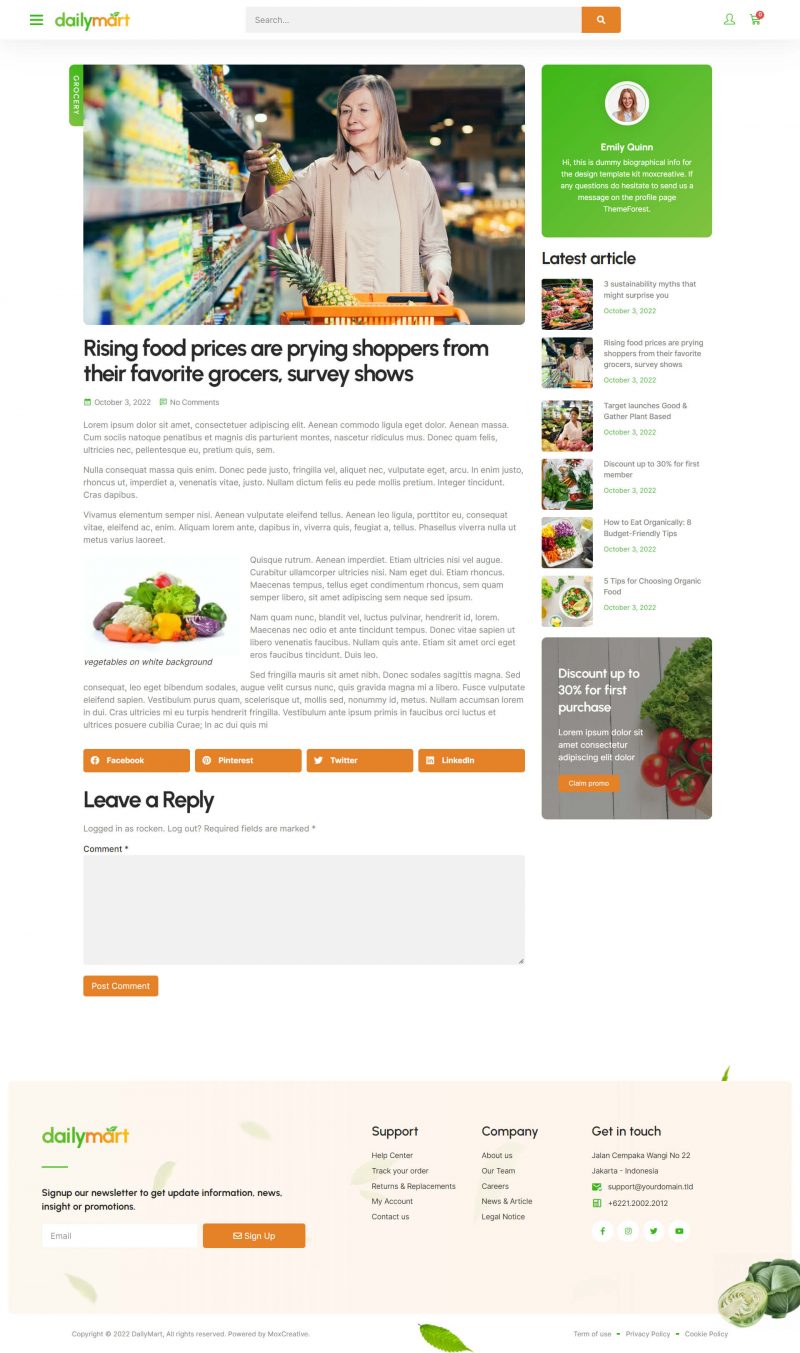 dailymart
Search...
0
GROCERY
Rising food prices are prying shoppers from
their favorite grocers, survey shows
October 3, 2022 No Comments
Lorem ipsum dolor sit amet, consectetuer adipiscing elit. Aenean commodo ligula eget dolor. Aenean massa.
Cum sociis natoque penatibus et magnis dis parturient montes, nascetur ridiculus mus. Donec quam felis,
ultricies nec, pellentesque eu, pretium quis, sem.
Nulla consequat massa quis enim. Donec pede justo, fringilla vel, aliquet nec, vulputate eget, arcu. In enim justo,
rhoncus ut, imperdiet a, venenatis vitae, justo. Nullam dictum felis eu pede mollis pretium. Integer tincidunt.
Cras dapibus.
Vivamus elementum semper nisi. Aenean vulputate eleifend tellus. Aenean leo ligula, porttitor eu, consequat
vitae, eleifend ac, enim. Aliquam lorem ante, dapibus in, viverra quis, feugiat a, tellus. Phasellus viverra nulla ut
metus varius laoreet.
Quisque rutrum. Aenean imperdiet. Etiam ultricies nisi vel augue.
Curabitur ullamcorper ultricies nisi. Nam eget dui. Etiam rhoncus.
Maecenas tempus, tellus eget condimentum rhoncus, sem quam
semper libero, sit amet adipiscing sem neque sed ipsum.
Nam quam nunc, blandit vel, luctus pulvinar, hendrerit id, lorem.
Maecenas nec odio et ante tincidunt tempus. Donec vitae sapien ut
libero venenatis faucibus. Nullam quis ante. Etiam sit amet orci eget
eros faucibus tincidunt. Duis leo.
vegetables on white background
Sed fringilla mauris sit amet nibh. Donec sodales sagittis magna. Sed
consequat, leo eget bibendum sodales, augue velit cursus nunc, quis gravida magna mi a libero. Fusce vulputate
eleifend sapien. Vestibulum purus quam, scelerisque ut, mollis sed, nonummy id, metus. Nullam accumsan lorem
in dui. Cras ultricies mi eu turpis hendrerit fringilla. Vestibulum ante ipsum primis in faucibus orci luctus et
ultrices posuere cubilia Curae; In ac dui quis mi
Facebook
Pinterest
Twitter
LinkedIn
Leave a Reply
Logged in as rocken. Log out? Required fields are marked *
Comment *
Post Comment
Emily Quinn
Hi, this is dummy biographical info for
the design template kit moxcreative. If
any questions do hesitate to send us a
message on the profile page
ThemeForest.
Latest article
3 sustainability myths that
might surprise you
October 3, 2022
Rising food prices are prying
shoppers from their favorite
grocers, survey shows
October 3, 2022
Target launches Good &
Gather Plant Based
October 3, 2022
Discount up to 30% for first
member
October 3, 2022
How to Eat Organically: 8
Budget-Friendly Tips
October 3, 2022
5 Tips for Choosing Organic
Food
October 3, 2022
Discount up to
30% for first
purchase
Lorem ipsum dolor sit
amet consectetur
adipiscing elit dolor
Claim promo
dailymart
Signup our newsletter to get update information, news,
insight or promotions.
Email
Sign Up
Support
Help Center
Track your order
Returns & Replacements
My Account
Contact us
Company
About us
Our Team
Careers
News & Article
Legal Notice
Get in touch
Jalan Cempaka Wangi No 22
Jakarta - Indonesia
support@yourdomain.tld
+6221.2002.2012
Copyright © 2022 DailyMart, All rights reserved. Powered by MoxCreative.
Term of use - Privacy Policy - Cookie Policy